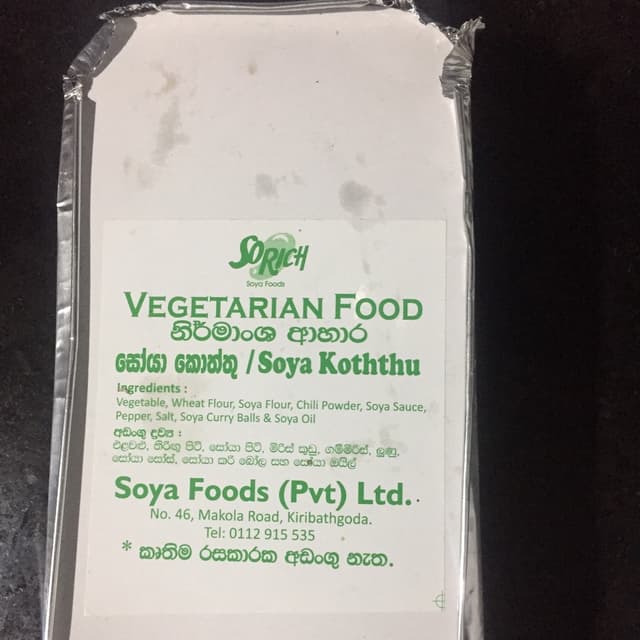 SORICH
Soya Foods
VEGETARIAN FOOD
නිර්මාංශ ආහාර
සෝයා කොත්තු / Soya Koththu
Ingredients :
Vegetable, Wheat Flour, Soya Flour, Chili Powder, Soya Sauce,
Pepper, Salt, Soya Curry Balls & Soya Oil
අඩංගු ද්‍රව්‍ය :
එළවළු, තිරිඟු පිටි, සෝයා පිටි, මිරිස් කුඩු, ගම්මිරිස්, ලුණු,
සෝයා සෝස්, සෝයා කරි බෝල සහ සෝයා ඔයිල්
Soya Foods (Pvt) Ltd.
No. 46, Makola Road, Kiribathgoda.
Tel: 0112 915 535
* කෘතිම රසකාරක අඩංගු නැත.